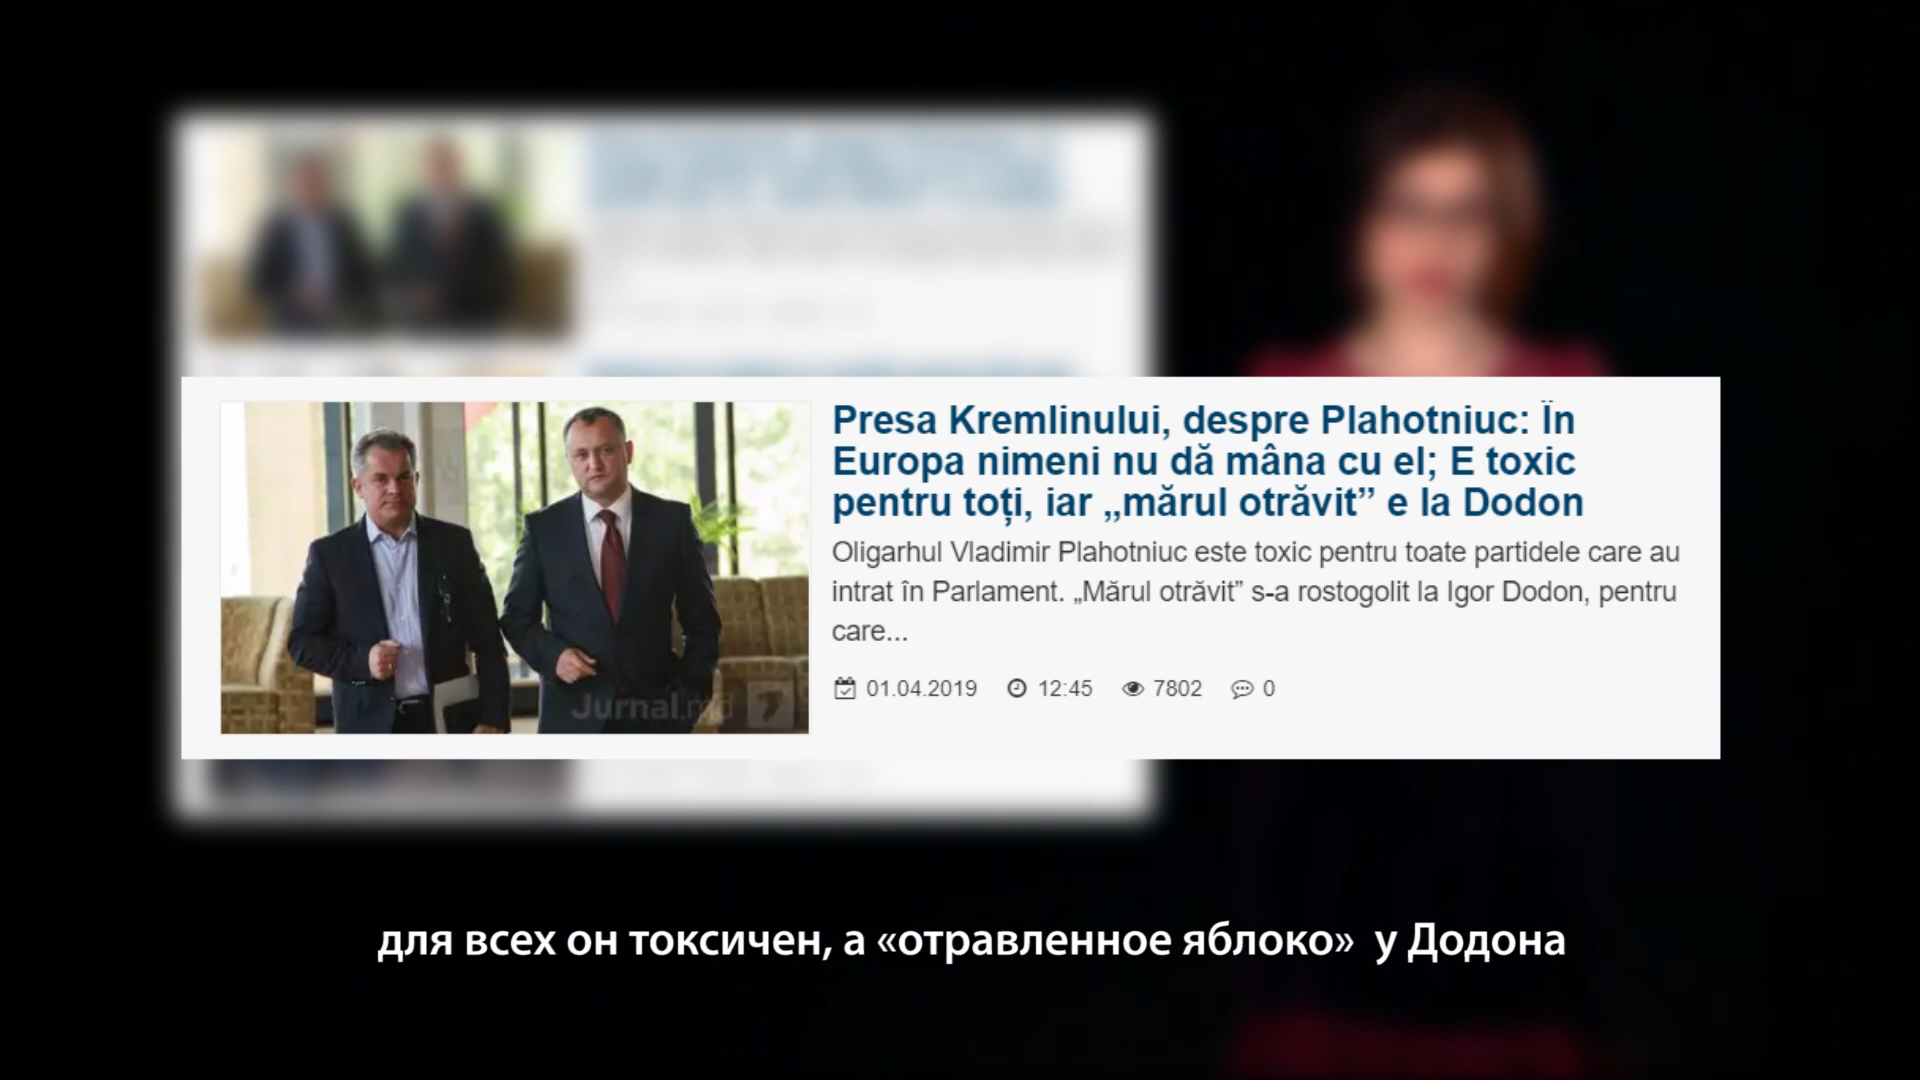 Presa Kremlinului, despre Plahotniuc: În
Europa nimeni nu dă mâna cu el; E toxic
pentru toți, iar „mărul otrăvit” e la Dodon
Oligarhul Vladimir Plahotniuc este toxic pentru toate partidele care au
intrat în Parlament. „Mărul otrăvit” s-a rostogolit la Igor Dodon, pentru
care...
01.04.2019 12:45 7802 0
Jurnal.md
для всех он токсичен, а «отравленное яблоко» у Додона